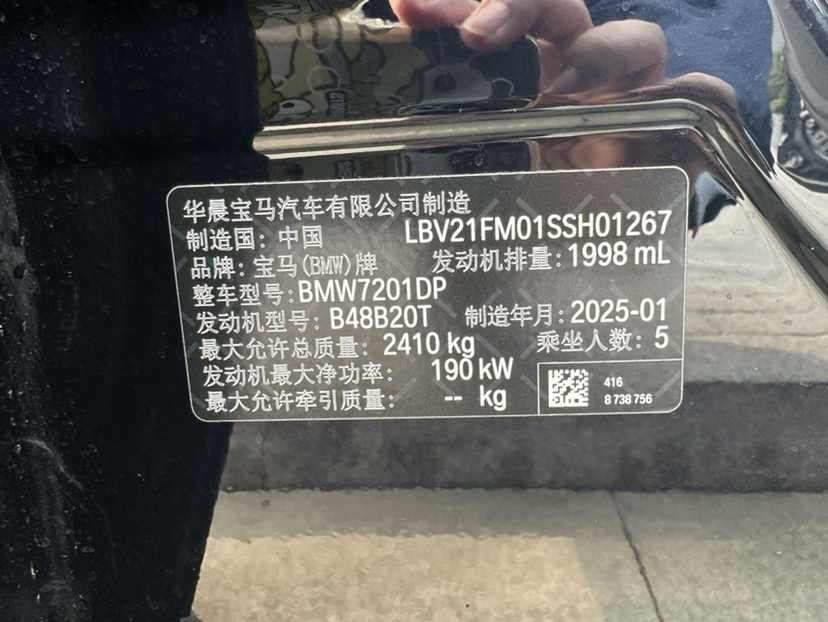 华晨宝马汽车有限公司制造
制造国：中国 LBV21FM01SSH01267
品牌：宝马(BMW)牌 发动机排量：1998 mL
整车型号：BMW7201DP
发动机型号：B48B20T 制造年月：2025-01
最大允许总质量：2410 kg 乘坐人数：5
发动机最大净功率：190 kW
最大允许牵引质量：-- kg
416
8 738 756